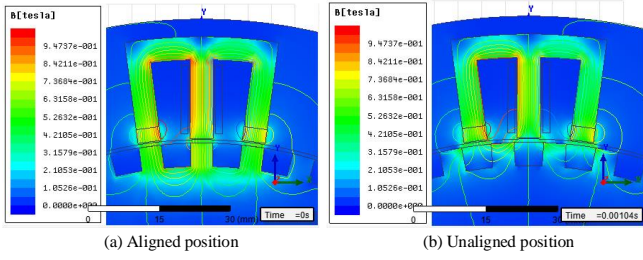 B[tesla]
9.4737e-001
8.4211e-001
7.3684e-001
6.3158e-001
5.2632e-001
4.2105e-001
3.1579e-001
2.1053e-001
1.0526e-001
0.0000e+000
Y
Y
0
15
30 (mm)
Time =0s
(a) Aligned position
B[tesla]
9.4737e-001
8.4211e-001
7.3684e-001
6.3158e-001
5.2632e-001
4.2105e-001
3.1579e-001
2.1053e-001
1.0526e-001
0.0000e+00
Y
Y
0
15
30 (mm)
Time =0.00104s
(b) Unaligned position